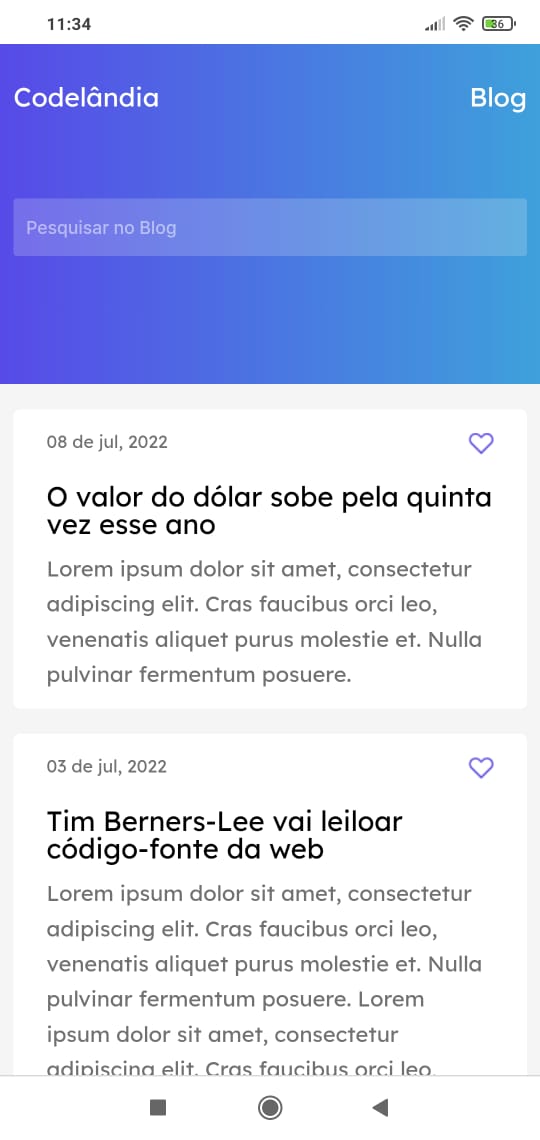 11:34
36
Codelândia
Blog
Pesquisar no Blog
08 de jul, 2022
O valor do dólar sobe pela quinta
vez esse ano
Lorem ipsum dolor sit amet, consectetur
adipiscing elit. Cras faucibus orci leo,
venenatis aliquet purus molestie et. Nulla
pulvinar fermentum posuere.
03 de jul, 2022
Tim Berners-Lee vai leiloar
código-fonte da web
Lorem ipsum dolor sit amet, consectetur
adipiscing elit. Cras faucibus orci leo,
venenatis aliquet purus molestie et. Nulla
pulvinar fermentum posuere. Lorem
ipsum dolor sit amet, consectetur
adipiscing elit. Cras faucibus orci leo,